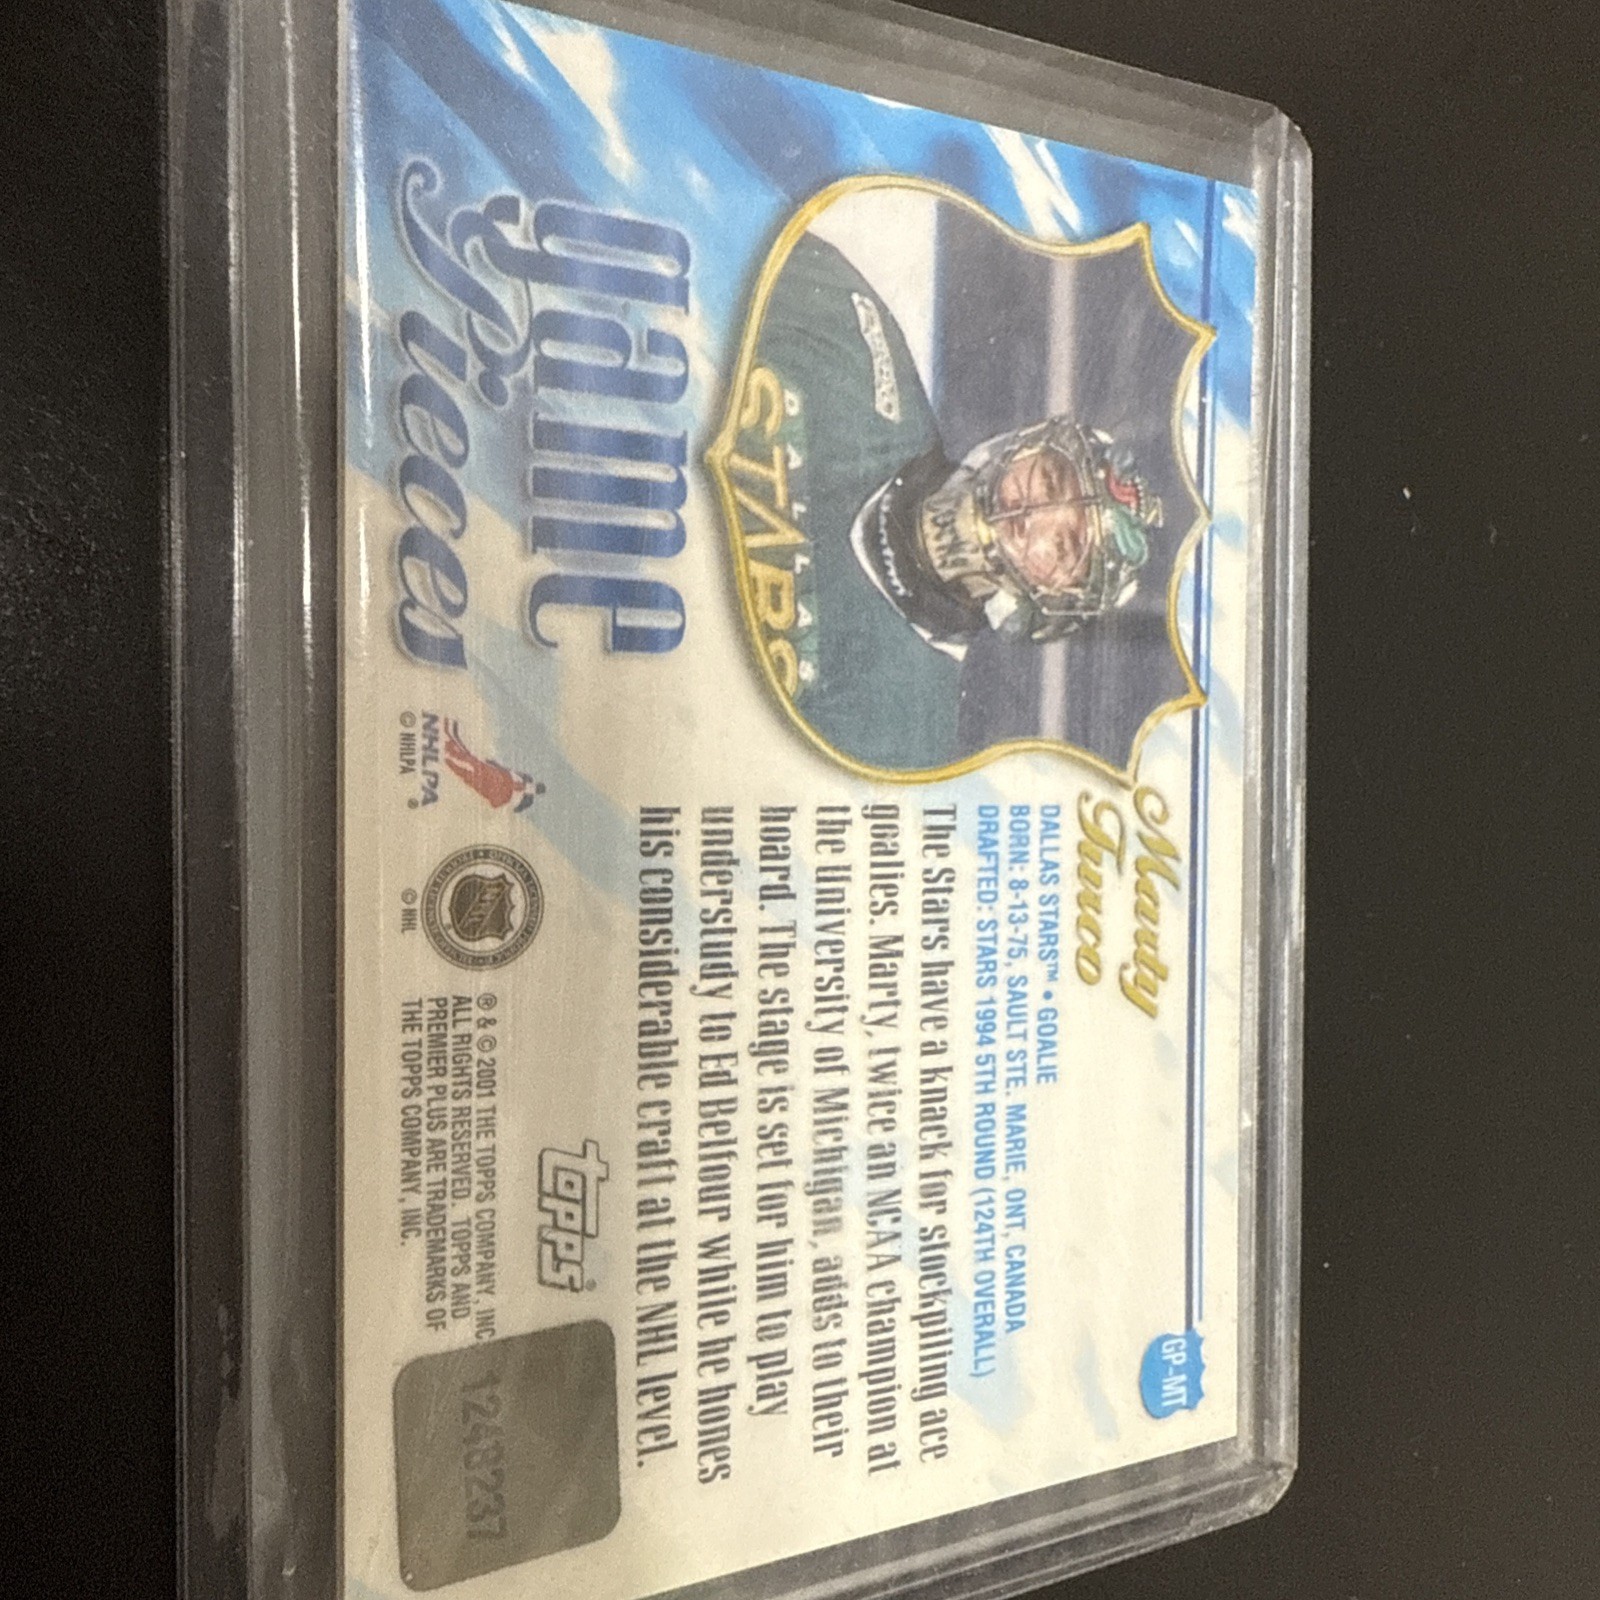 GP-MT
Marty
Turco
DALLAS STARS™ • GOALIE
BORN: 8-13-75, SAULT STE. MARIE, ONT, CANADA
DRAFTED: STARS 1994 5TH ROUND (124TH OVERALL)
The Stars have a knack for stockpiling ace
goalies. Marty, twice an NCAA champion at
the University of Michigan, adds to their
hoard. The stage is set for him to play
understudy to Ed Belfour while he hones
his considerable craft at the NHL level.
DALLAS
STARS
game
Pieces
topps®
NHLPA®
© NHLPA
NHL
© NHL
® & © 2001 THE TOPPS COMPANY, INC
ALL RIGHTS RESERVED. TOPPS AND
PREMIER PLUS ARE TRADEMARKS OF
THE TOPPS COMPANY, INC.
1248237